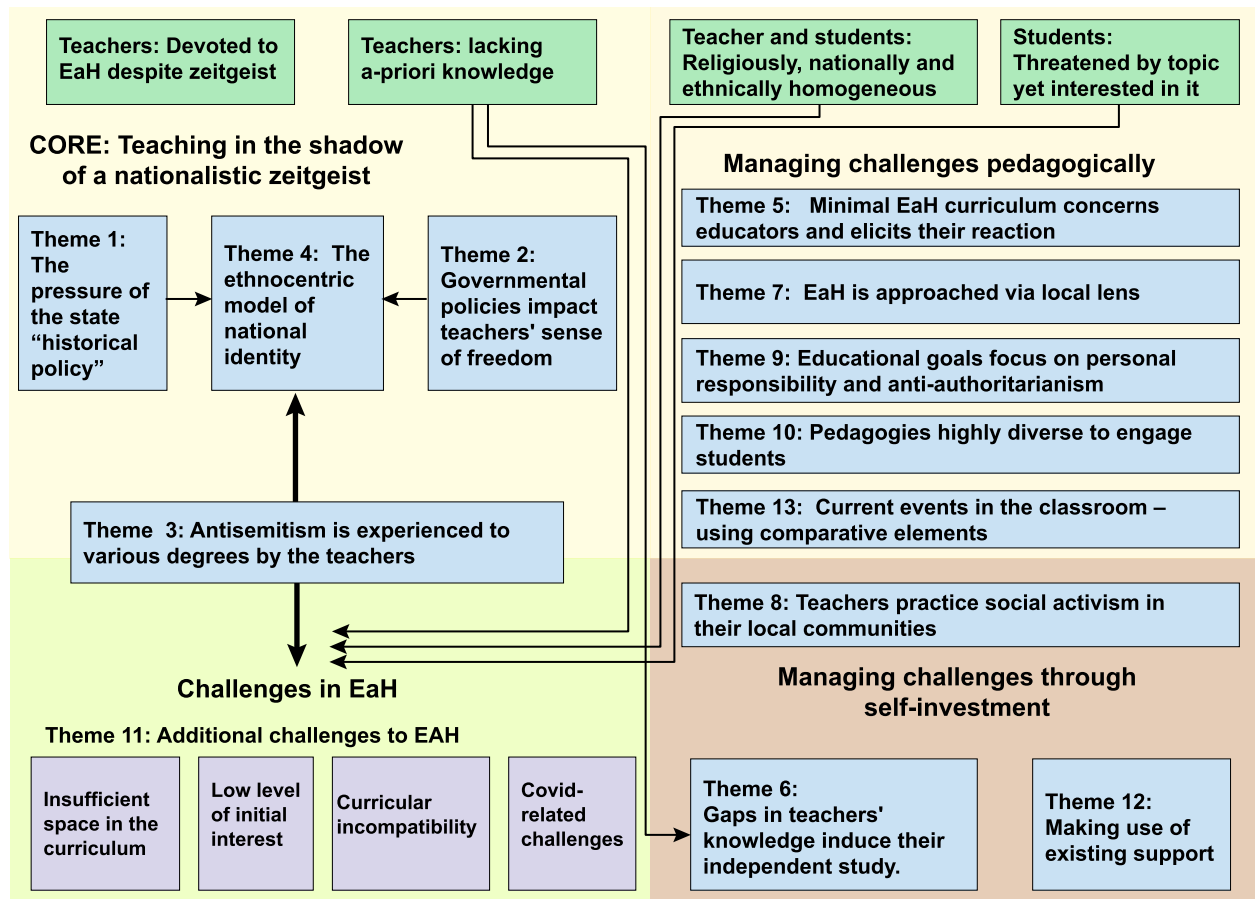 Teachers: Devoted to
EaH despite zeitgeist
Teachers: lacking
a-priori knowledge
Teacher and students:
Religiously, nationally and
ethnically homogeneous
Students:
Threatened by topic
yet interested in it
CORE: Teaching in the shadow
of a nationalistic zeitgeist
Theme 1:
The
pressure of
the state
“historical
policy”
Theme 4:  The
ethnocentric
model of
national
identity
Theme 2:
Governmental
policies impact
teachers' sense
of freedom
Theme  3: Antisemitism is experienced to
various degrees by the teachers
Managing challenges pedagogically
Theme 5:   Minimal EaH curriculum concerns
educators and elicits their reaction
Theme 7:  EaH is approached via local lens
Theme 9: Educational goals focus on personal
responsibility and anti-authoritarianism
Theme 10: Pedagogies highly diverse to engage
students
Theme 13:  Current events in the classroom –
using comparative elements
Challenges in EaH
Theme 11: Additional challenges to EAH
Insufficient
space in the
curriculum
Low level
of initial
interest
Curricular
incompatibility
Covid-
related
challenges
Theme 8: Teachers practice social activism in
their local communities
Managing challenges through
self-investment
Theme 6:
Gaps in teachers'
knowledge induce their
independent study.
Theme 12:
Making use of
existing support